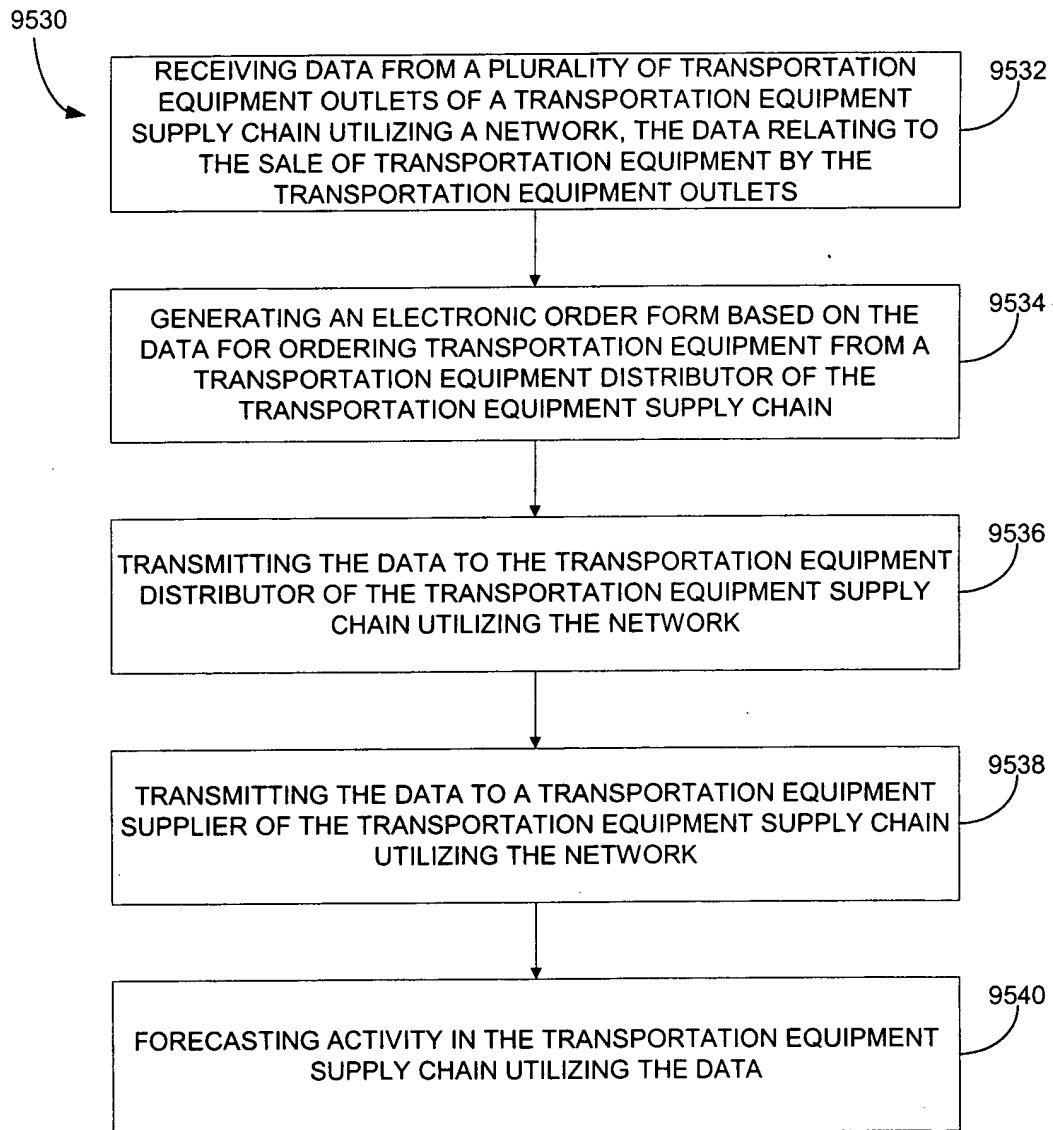 9530
RECEIVING DATA FROM A PLURALITY OF TRANSPORTATION
EQUIPMENT OUTLETS OF A TRANSPORTATION EQUIPMENT
SUPPLY CHAIN UTILIZING A NETWORK, THE DATA RELATING TO
THE SALE OF TRANSPORTATION EQUIPMENT BY THE
TRANSPORTATION EQUIPMENT OUTLETS
9532
GENERATING AN ELECTRONIC ORDER FORM BASED ON THE
DATA FOR ORDERING TRANSPORTATION EQUIPMENT FROM A
TRANSPORTATION EQUIPMENT DISTRIBUTOR OF THE
TRANSPORTATION EQUIPMENT SUPPLY CHAIN
9534
TRANSMITTING THE DATA TO THE TRANSPORTATION EQUIPMENT
DISTRIBUTOR OF THE TRANSPORTATION EQUIPMENT SUPPLY
CHAIN UTILIZING THE NETWORK
9536
TRANSMITTING THE DATA TO A TRANSPORTATION EQUIPMENT
SUPPLIER OF THE TRANSPORTATION EQUIPMENT SUPPLY CHAIN
UTILIZING THE NETWORK
9538
FORECASTING ACTIVITY IN THE TRANSPORTATION EQUIPMENT
SUPPLY CHAIN UTILIZING THE DATA
9540